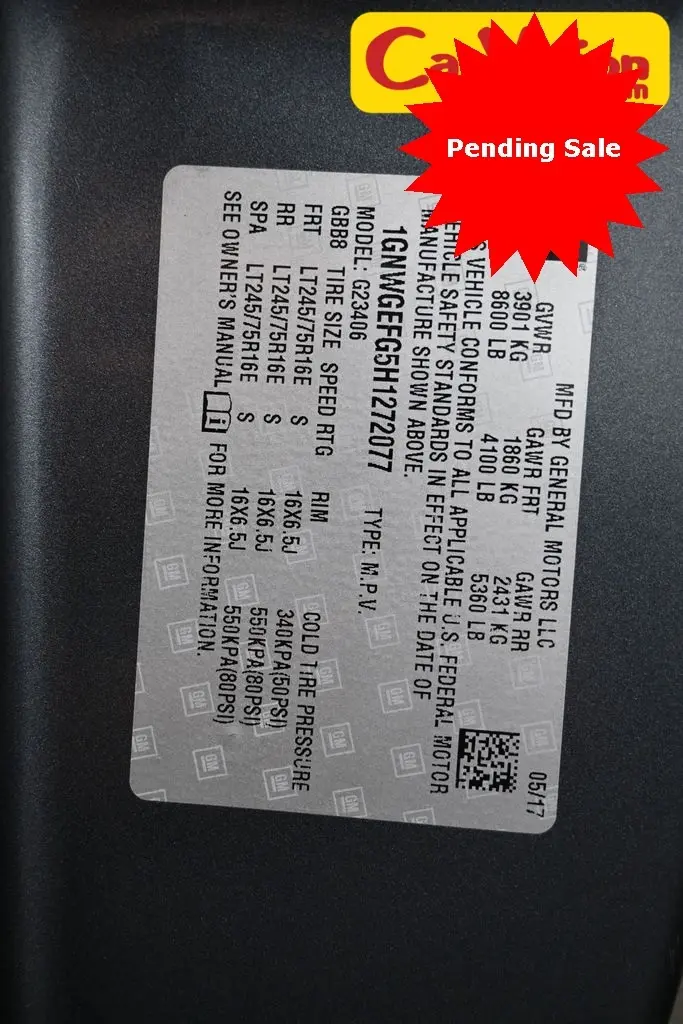 Pending Sale
MFD BY GENERAL MOTORS LLC 05/17
GVWR GAWR FRT GAWR RR
3901 KG 1860 KG 2431 KG
8600 LB 4100 LB 5360 LB
VEHICLE CONFORMS TO ALL APPLICABLE U.S. FEDERAL MOTOR
VEHICLE SAFETY STANDARDS IN EFFECT ON THE DATE OF
MANUFACTURE SHOWN ABOVE.
1GNWGEFG5H1272077 TYPE: M.P.V.
MODEL: G23406
GBB8 TIRE SIZE SPEED RTG RIM COLD TIRE PRESSURE
FRT LT245/75R16E S 16X6.5J 340KPA(50PSI)
RR LT245/75R16E S 16X6.5J 550KPA(80PSI)
SPA LT245/75R16E S 16X6.5J 550KPA(80PSI)
SEE OWNER'S MANUAL FOR MORE INFORMATION.